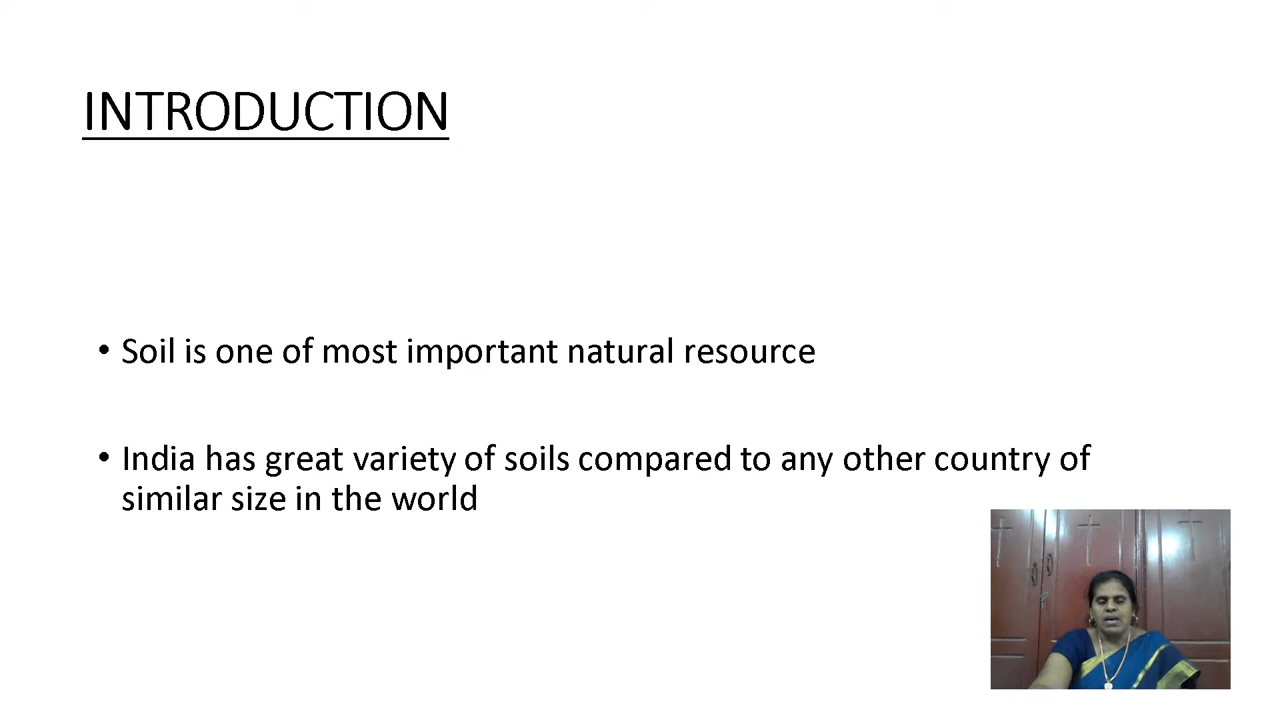 INTRODUCTION
• Soil is one of most important natural resource
• India has great variety of soils compared to any other country of
similar size in the world